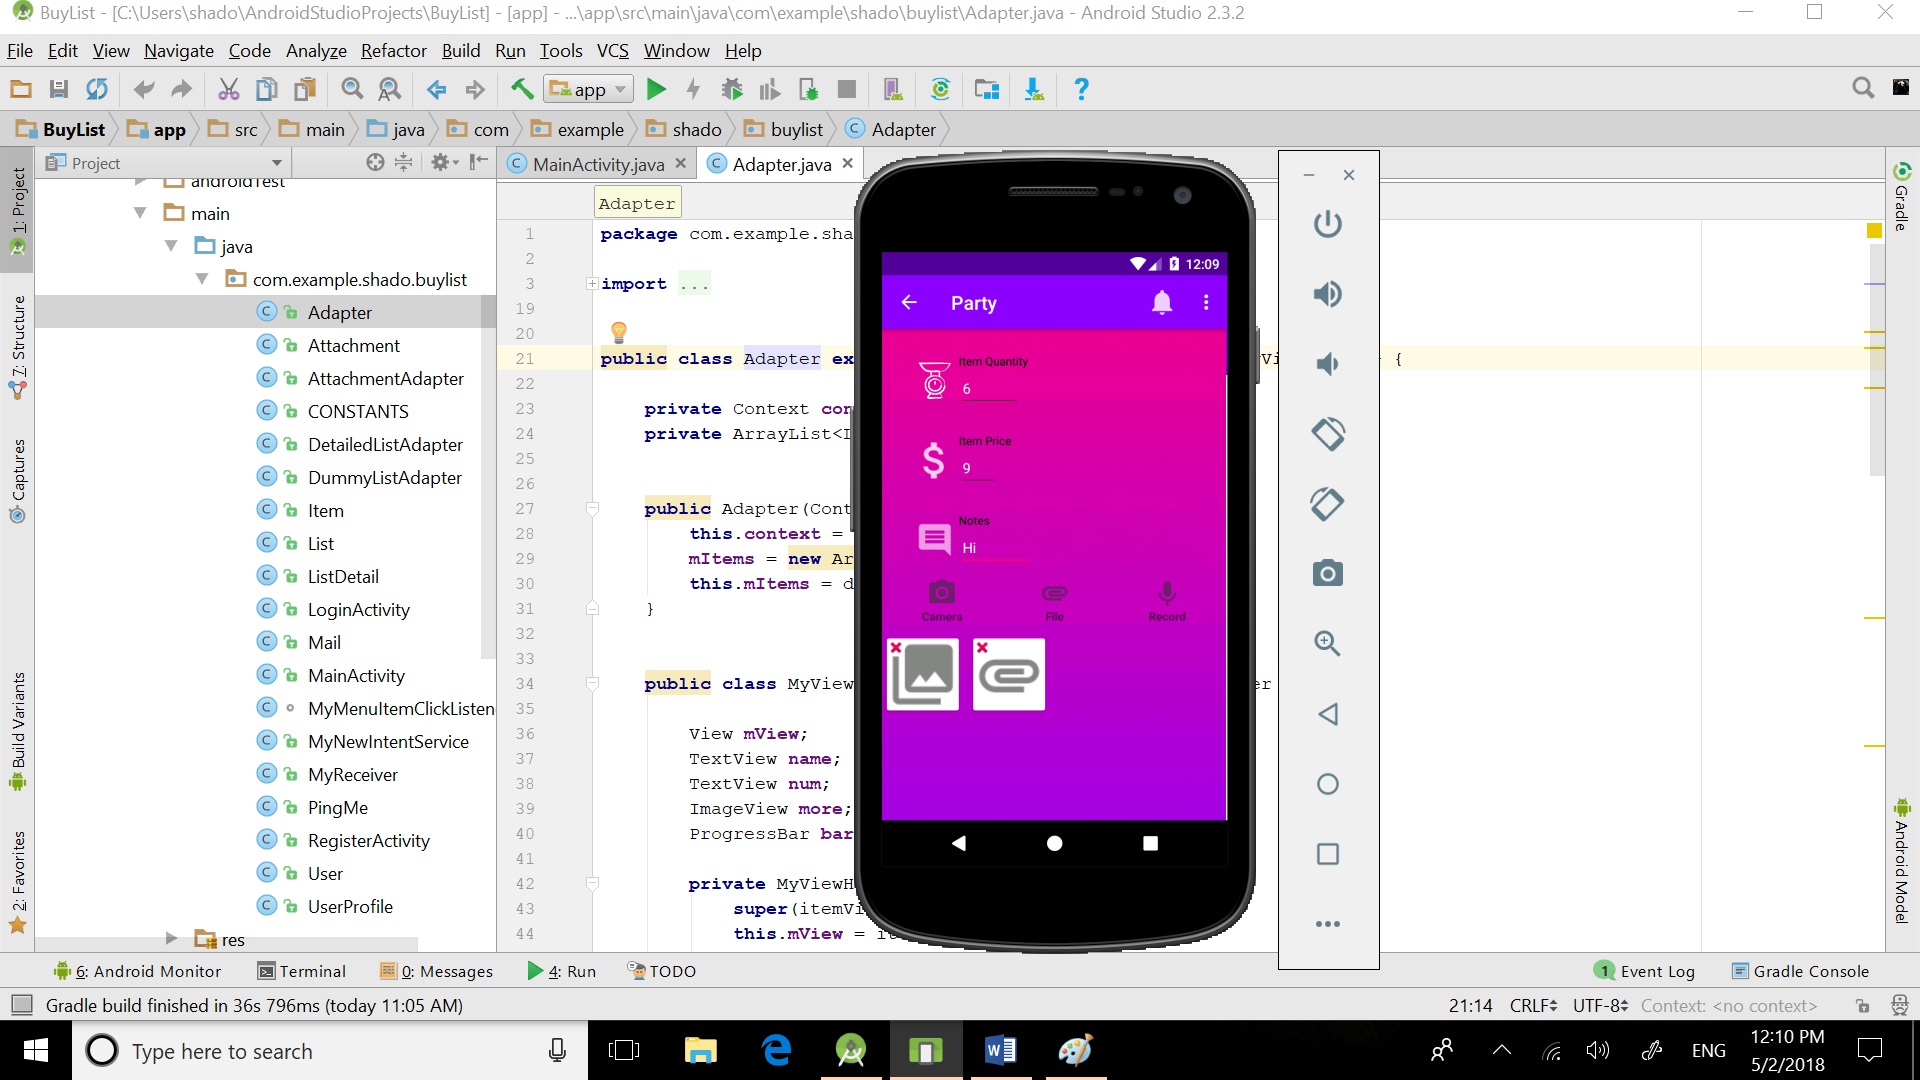 BuyList - [C:\Users\shado\AndroidStudioProjects\BuyList] - [app] - ...\app\src\main\java\com\example\shado\buylist\Adapter.java - Android Studio 2.3.2
File Edit View Navigate Code Analyze Refactor Build Run Tools VCS Window Help
app
BuyList app src main java com example shado buylist Adapter
1: Project
7: Structure
Captures
Build Variants
2: Favorites
Project
androidTest
main
java
com.example.shado.buylist
Adapter
Attachment
AttachmentAdapter
CONSTANTS
DetailedListAdapter
DummyListAdapter
Item
List
ListDetail
LoginActivity
Mail
MainActivity
MyMenuItemClickListen
MyNewIntentService
MyReceiver
PingMe
RegisterActivity
User
UserProfile
res
MainActivity.java Adapter.java
Adapter
1 package com.example.sha
2
3 import ...
19
20
21 public class Adapter ex Vi {
22
23 private Context con
24 private ArrayList<I
25
26
27 public Adapter(Cont
28 this.context =
29 mItems = new Ar
30 this.mItems = d
31 }
32
33
34 public class MyView er
35
36 View mView;
37 TextView name;
38 TextView num;
39 ImageView more;
40 ProgressBar bar
41
42 private MyViewH
43 super(itemVi
44 this.mView = i
12:09
Party
Item Quantity
6
Item Price
9
Notes
Hi
Camera File Record
Gradle
Android Model
6: Android Monitor Terminal 0: Messages 4: Run TODO 1 Event Log Gradle Console
Gradle build finished in 36s 796ms (today 11:05 AM) 21:14 CRLF UTF-8 Context: <no context>
Type here to search
ENG
12:10 PM
5/2/2018